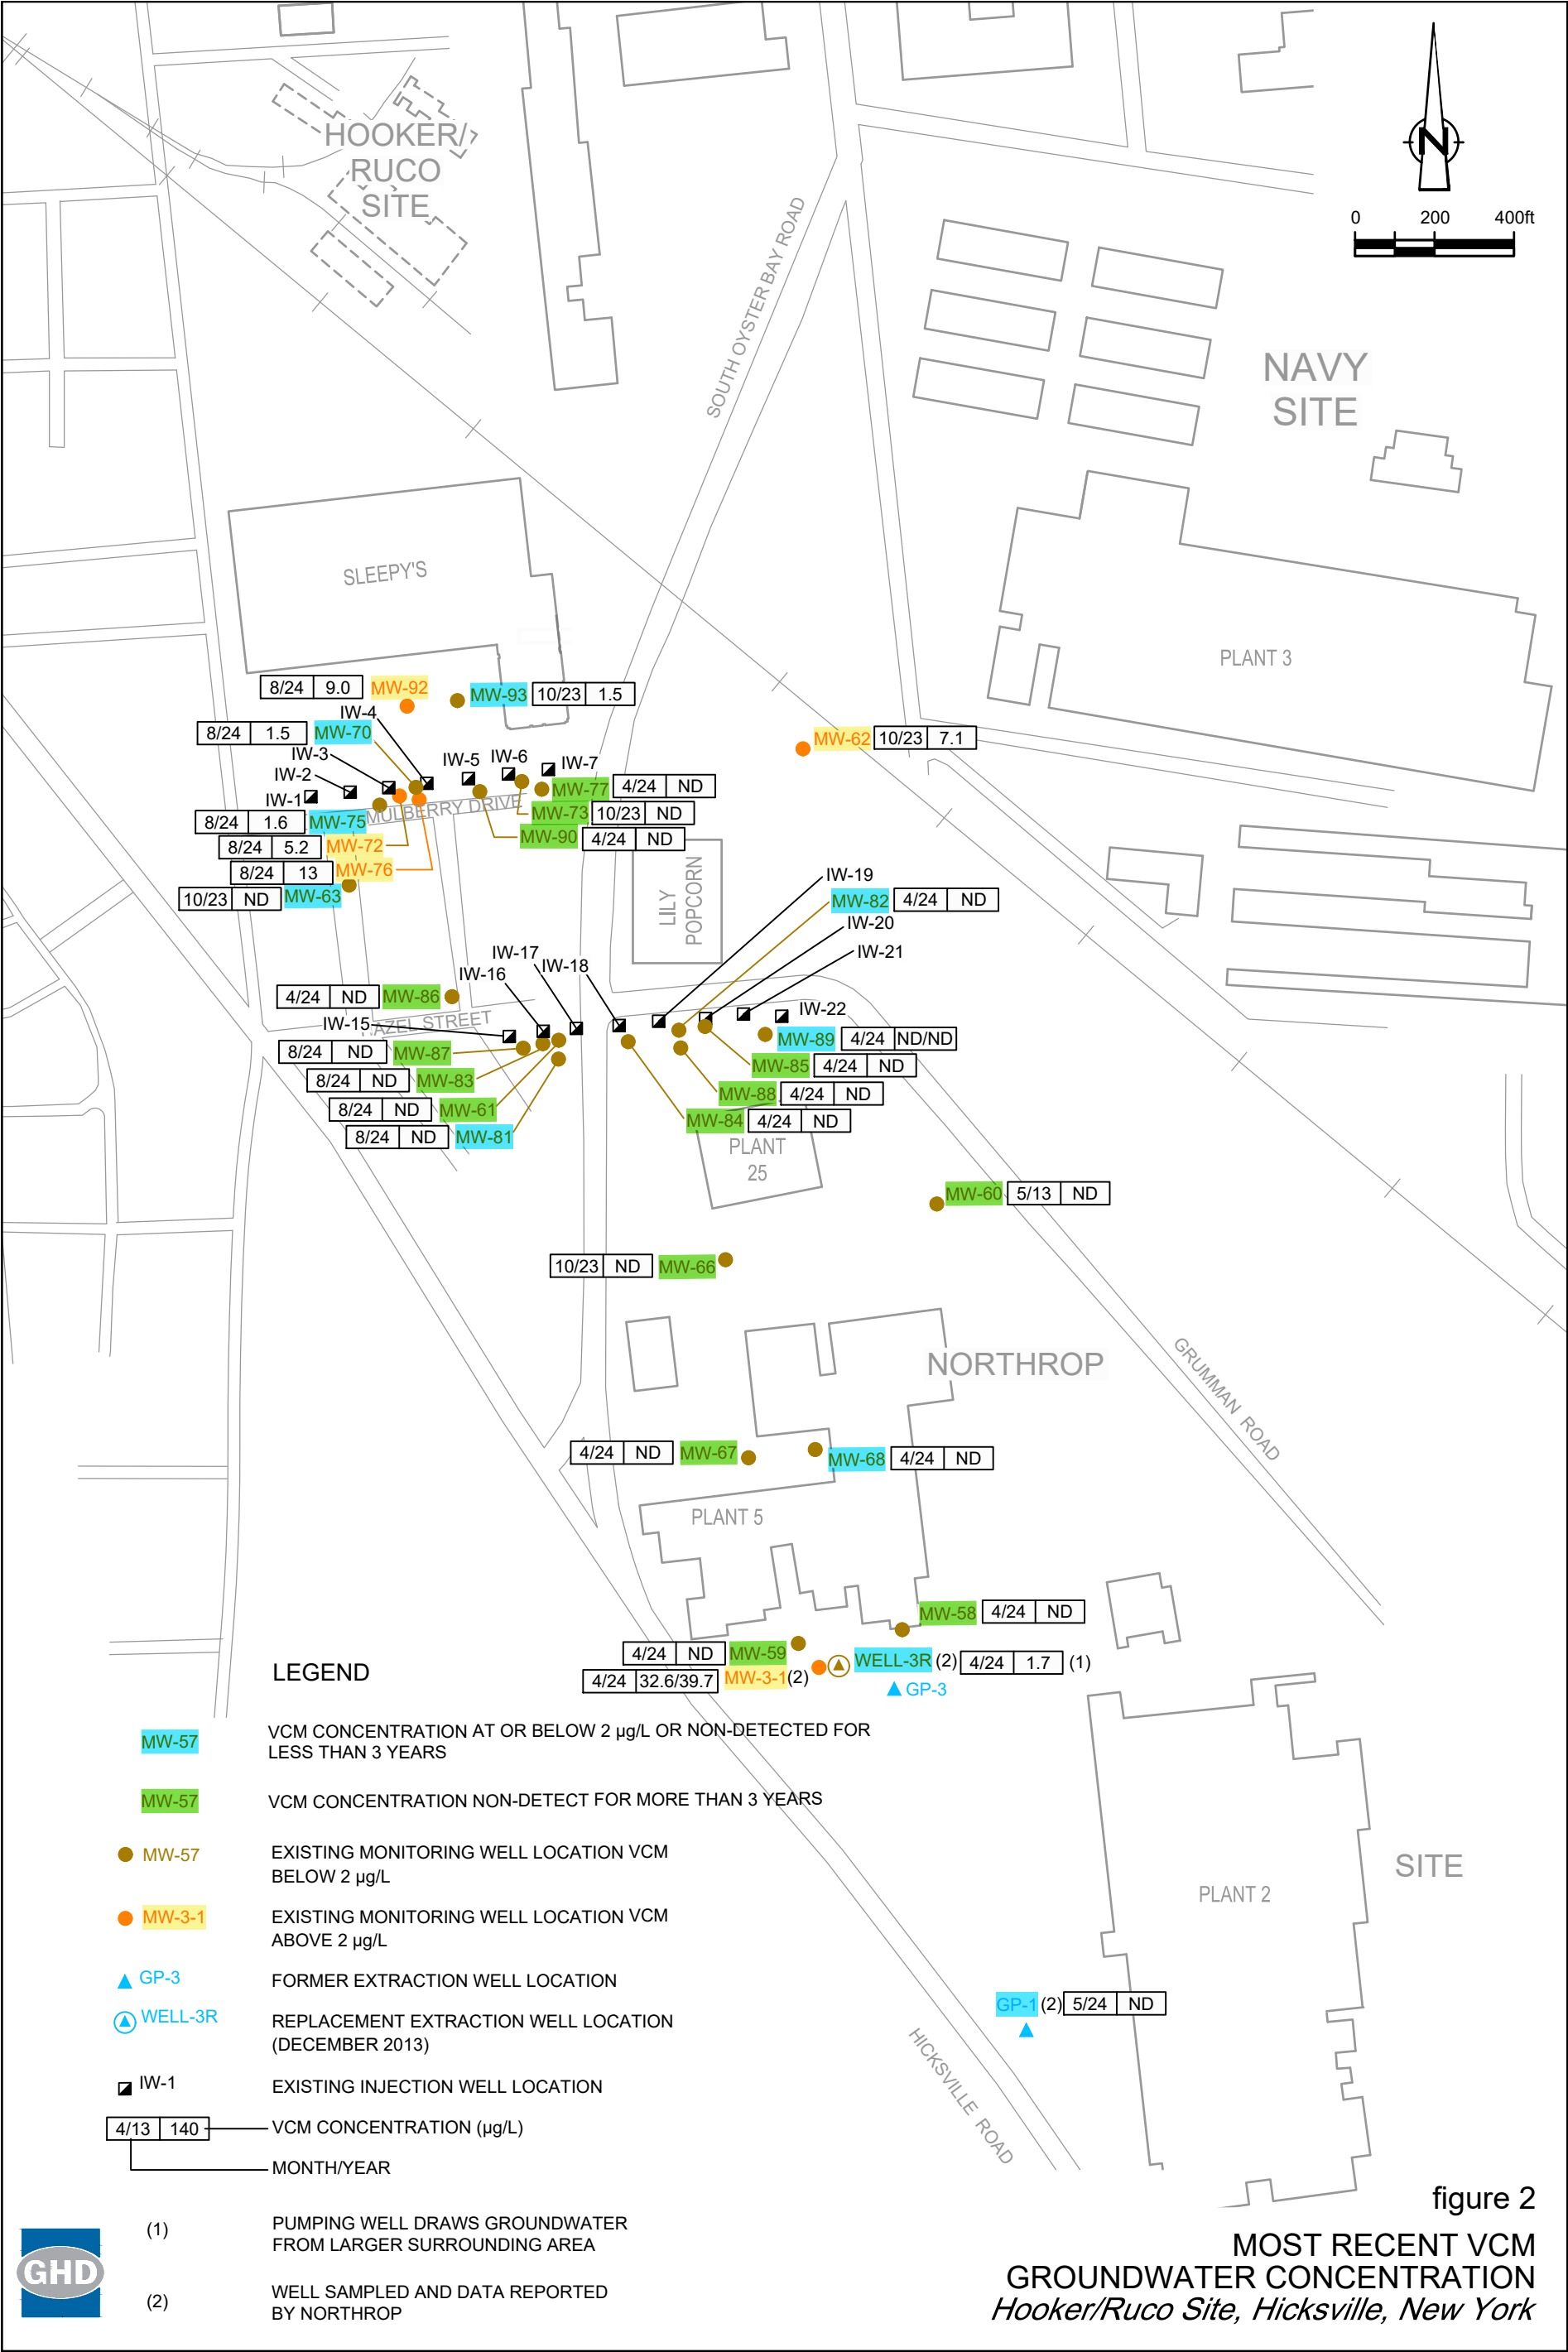 HOOKER/
RUCO
SITE
N
0 200 400ft
SOUTH OYSTER BAY ROAD
NAVY
SITE
SLEEPY'S
PLANT 3
8/24 9.0 MW-92
MW-93 10/23 1.5
IW-4
8/24 1.5 MW-70
MW-62 10/23 7.1
IW-3
IW-5
IW-6
IW-7
IW-2
IW-1
MW-77 4/24 ND
MULBERRY DRIVE
MW-73 10/23 ND
8/24 1.6 MW-75
MW-90 4/24 ND
8/24 5.2 MW-72
8/24 13 MW-76
10/23 ND MW-63
LILY
POPCORN
IW-19
MW-82 4/24 ND
IW-20
IW-21
IW-17
IW-18
IW-16
4/24 ND MW-86
IW-22
IW-15
AZEL STREET
MW-89 4/24 ND/ND
8/24 ND MW-87
MW-85 4/24 ND
8/24 ND MW-83
MW-88 4/24 ND
8/24 ND MW-61
MW-84 4/24 ND
8/24 ND MW-81
PLANT
25
MW-60 5/13 ND
10/23 ND MW-66
NORTHROP
GRUMMAN ROAD
4/24 ND MW-67
MW-68 4/24 ND
PLANT 5
MW-58 4/24 ND
4/24 ND MW-59
WELL-3R (2) 4/24 1.7 (1)
4/24 32.6/39.7 MW-3-1 (2)
GP-3
SITE
PLANT 2
GP-1 (2) 5/24 ND
HICKSVILLE ROAD
LEGEND
MW-57 VCM CONCENTRATION AT OR BELOW 2 µg/L OR NON-DETECTED FOR
LESS THAN 3 YEARS
MW-57 VCM CONCENTRATION NON-DETECT FOR MORE THAN 3 YEARS
MW-57 EXISTING MONITORING WELL LOCATION VCM
BELOW 2 µg/L
MW-3-1 EXISTING MONITORING WELL LOCATION VCM
ABOVE 2 µg/L
GP-3 FORMER EXTRACTION WELL LOCATION
WELL-3R REPLACEMENT EXTRACTION WELL LOCATION
(DECEMBER 2013)
IW-1 EXISTING INJECTION WELL LOCATION
4/13 140 VCM CONCENTRATION (µg/L)
MONTH/YEAR
(1) PUMPING WELL DRAWS GROUNDWATER
FROM LARGER SURROUNDING AREA
(2) WELL SAMPLED AND DATA REPORTED
BY NORTHROP
GHD
figure 2
MOST RECENT VCM
GROUNDWATER CONCENTRATION
Hooker/Ruco Site, Hicksville, New York